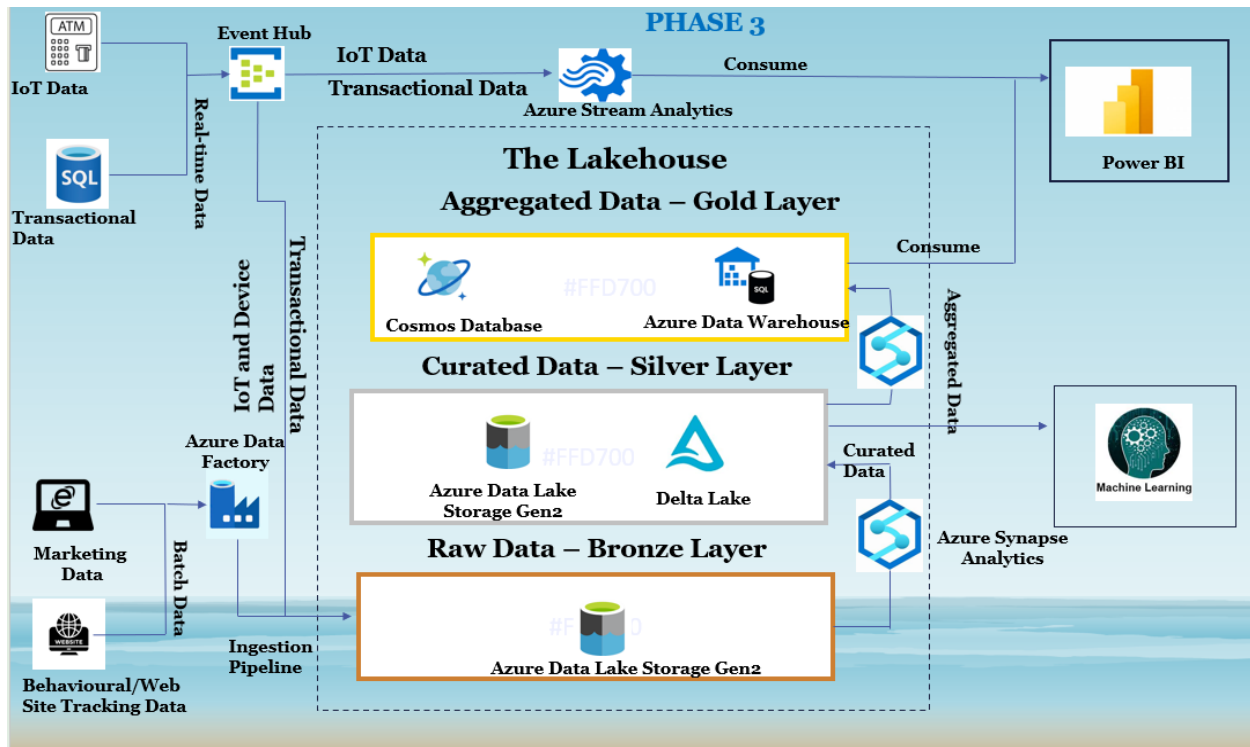 PHASE 3
ATM
IoT Data
Event Hub
IoT Data
Transactional Data
Azure Stream Analytics
Consume
Power BI
Real-time Data
SQL
Transactional
Data
The Lakehouse
Aggregated Data – Gold Layer
#FFD700
Cosmos Database
SQL
Azure Data Warehouse
Consume
Aggregated Data
IoT and Device
Data
Transactional Data
Curated Data – Silver Layer
#FFD700
Azure Data Lake
Storage Gen2
Delta Lake
Curated
Data
Machine Learning
Azure Data
Factory
Marketing
Data
Batch Data
Raw Data – Bronze Layer
Azure Synapse
Analytics
WEBSITE
Behavioural/Web
Site Tracking Data
Ingestion
Pipeline
Azure Data Lake Storage Gen2